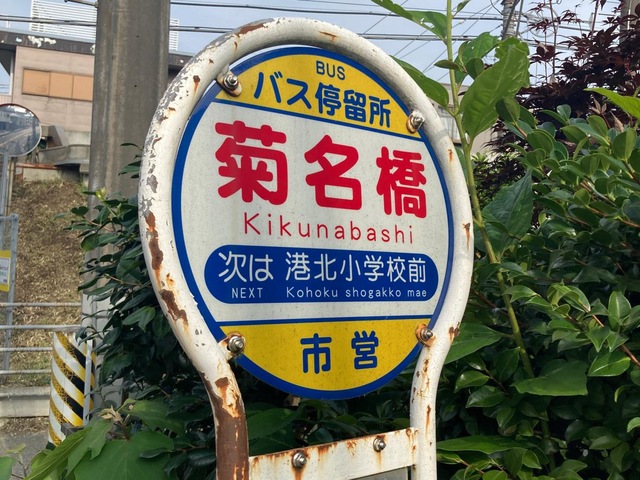 BUS
バス停留所
菊名橋
Kikunabashi
次は 港北小学校前
NEXT Kohoku shogakko mae
市営